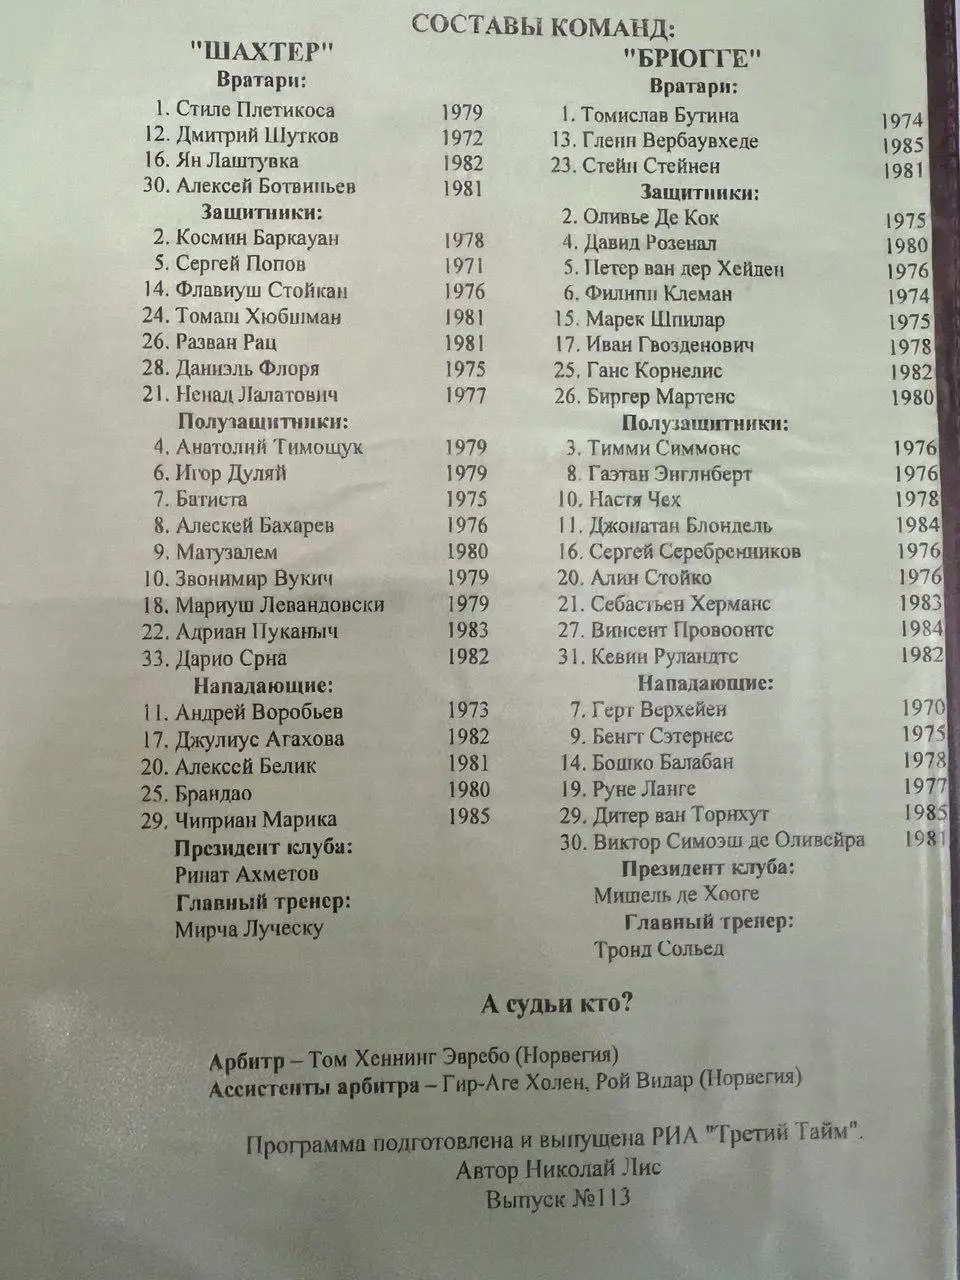 СОСТАВЫ КОМАНД:
"ШАХТЕР"
Вратари:
1. Стиле Плетикоса 1979
12. Дмитрий Шутков 1972
16. Ян Лаштувка 1982
30. Алексей Ботвиньев 1981
Защитники:
2. Космин Баркауан 1978
5. Сергей Попов 1971
14. Флавиуш Стойкан 1976
24. Томаш Хюбшман 1981
26. Разван Рац 1981
28. Даниэль Флоря 1975
21. Ненад Лалатович 1977
Полузащитники:
4. Анатолий Тимощук 1979
6. Игор Дуляй 1979
7. Батиста 1975
8. Алескей Бахарев 1976
9. Матузалем 1980
10. Звонимир Вукич 1979
18. Мариуш Левандовски 1979
22. Адриан Пуканыч 1983
33. Дарио Срна 1982
Нападающие:
11. Андрей Воробьев 1973
17. Джулиус Агахова 1982
20. Алексей Белик 1981
25. Брандао 1980
29. Чиприан Марика 1985
Президент клуба:
Ринат Ахметов
Главный тренер:
Мирча Луческу
"БРЮГГЕ"
Вратари:
1. Томислав Бутина 1974
13. Гленн Вербаувхеде 1985
23. Стейн Стейнен 1981
Защитники:
2. Оливье Де Кок 1975
4. Давид Розенал 1980
5. Петер ван дер Хейден 1976
6. Филипп Клеман 1974
15. Марек Шпилар 1975
17. Иван Гвозденович 1978
25. Ганс Корнелис 1982
26. Биргер Мартенс 1980
Полузащитники:
3. Тимми Симмонс 1976
8. Гаэтан Энглнберт 1976
10. Настя Чех 1978
11. Джонатан Блондель 1984
16. Сергей Серебренников 1976
20. Алин Стойко 1976
21. Себастьен Херманс 1983
27. Винсент Провоонтс 1984
31. Кевин Руландтс 1982
Нападающие:
7. Герт Верхейен 1970
9. Бенгт Сэтернес 1975
14. Бошко Балабан 1978
19. Руне Ланге 1977
29. Дитер ван Торнхут 1985
30. Виктор Симоэш де Оливейра 1981
Президент клуба:
Мишель де Хооге
Главный тренер:
Тронд Сольед
А судьи кто?
Арбитр – Том Хеннинг Эвребо (Норвегия)
Ассистенты арбитра – Гир-Аге Холен, Рой Видар (Норвегия)
Программа подготовлена и выпущена РИА "Третий Тайм".
Автор Николай Лис
Выпуск №113